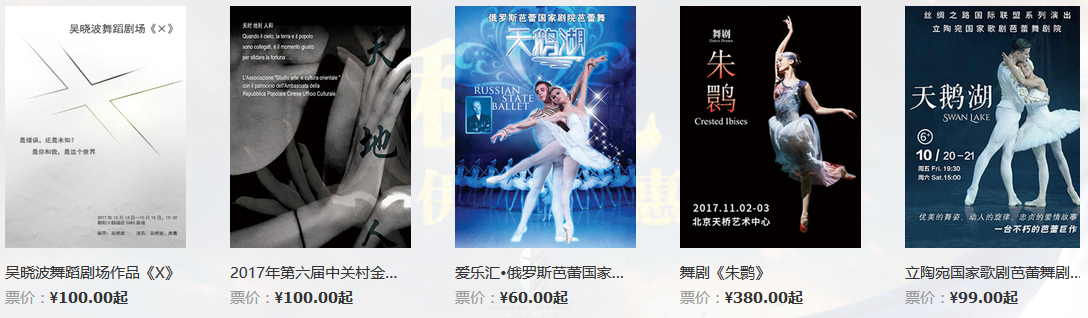 吴晓波舞蹈剧场《×》
是错误，还是未知？
是你和我，是这个世界
天时 地利 人和
Quando il cielo, la terra e il popolo
sono collegati, è il momento giusto
per sfidare la fortuna
L'Associazione "Studio arte e cultura orientale"
con il patrocinio dell'Ambasciata della
Repubblica Popolare Cinese Ufficio Culturale.
天
地
人
俄罗斯芭蕾国家剧院芭蕾舞
天鹅湖
RUSSIAN
STATE
BALLET
舞剧
Dance Drama
朱
鹮
Crested Ibises
2017.11.02-03
北京天桥艺术中心
丝绸之路国际联盟系列演出
立陶宛国家歌剧芭蕾舞剧院
天鹅湖
SWAN LAKE
6+
10 / 20-21
周五 Fri. 19:30
周六 Sat.15:00
优美的舞姿、动人的旋律、忠贞的爱情故事
一台不朽的芭蕾巨作
吴晓波舞蹈剧场作品《X》
票价：¥100.00起
2017年第六届中关村金...
票价：¥100.00起
爱乐汇•俄罗斯芭蕾国家...
票价：¥60.00起
舞剧《朱鹮》
票价：¥380.00起
立陶宛国家歌剧芭蕾舞剧...
票价：¥99.00起